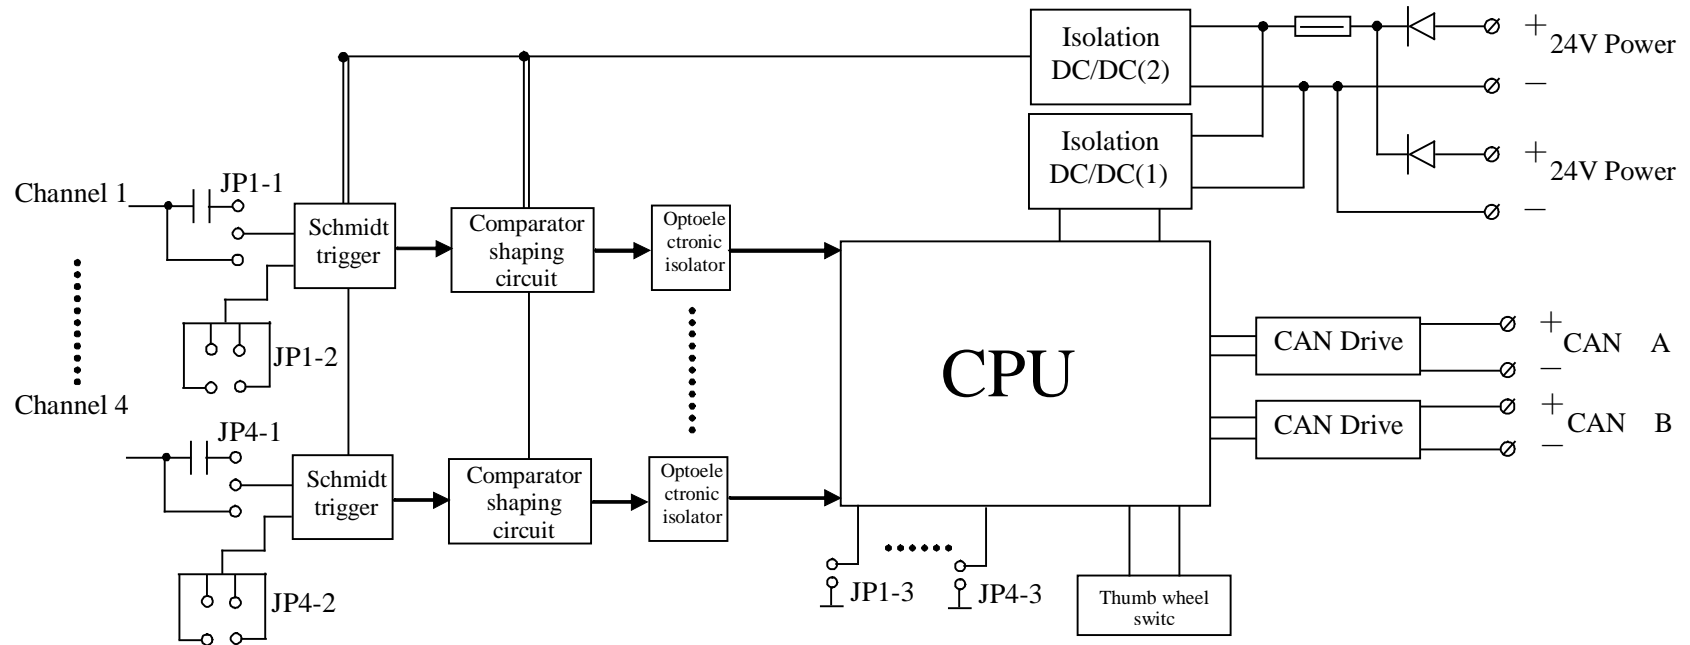 Isolation
DC/DC(2)
+
24V Power
—
Isolation
DC/DC(1)
+
24V Power
—
Channel 1
JP1-1
Schmidt
trigger
Comparator
shaping
circuit
Optoele
ctronic
isolator
JP1-2
CPU
CAN Drive
+
CAN A
—
Channel 4
JP4-1
Schmidt
trigger
Comparator
shaping
circuit
Optoele
ctronic
isolator
CAN Drive
+
CAN B
—
JP4-2
JP1-3
JP4-3
Thumb wheel
switc